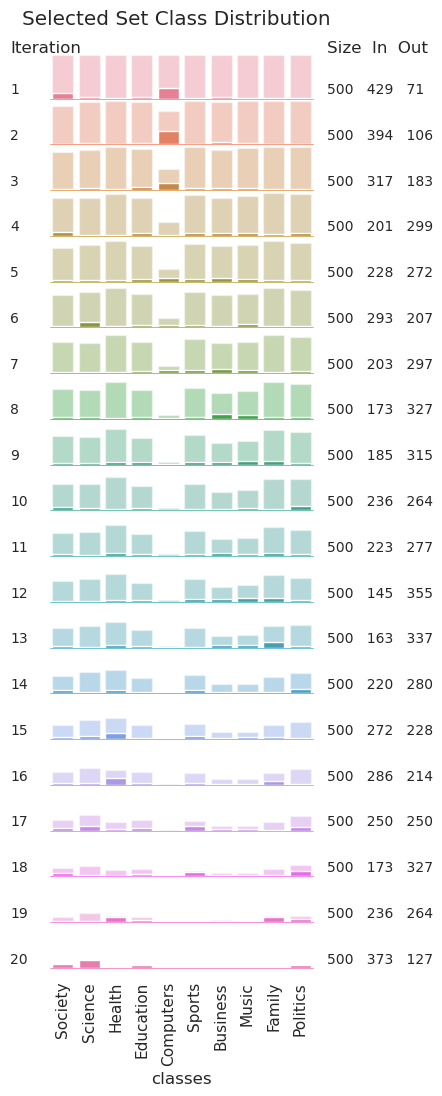 Selected Set Class Distribution
Iteration Size In Out
1 500 429 71
2 500 394 106
3 500 317 183
4 500 201 299
5 500 228 272
6 500 293 207
7 500 203 297
8 500 173 327
9 500 185 315
10 500 236 264
11 500 223 277
12 500 145 355
13 500 163 337
14 500 220 280
15 500 272 228
16 500 286 214
17 500 250 250
18 500 173 327
19 500 236 264
20 500 373 127
Society Science Health Education Computers Sports Business Music Family Politics
classes